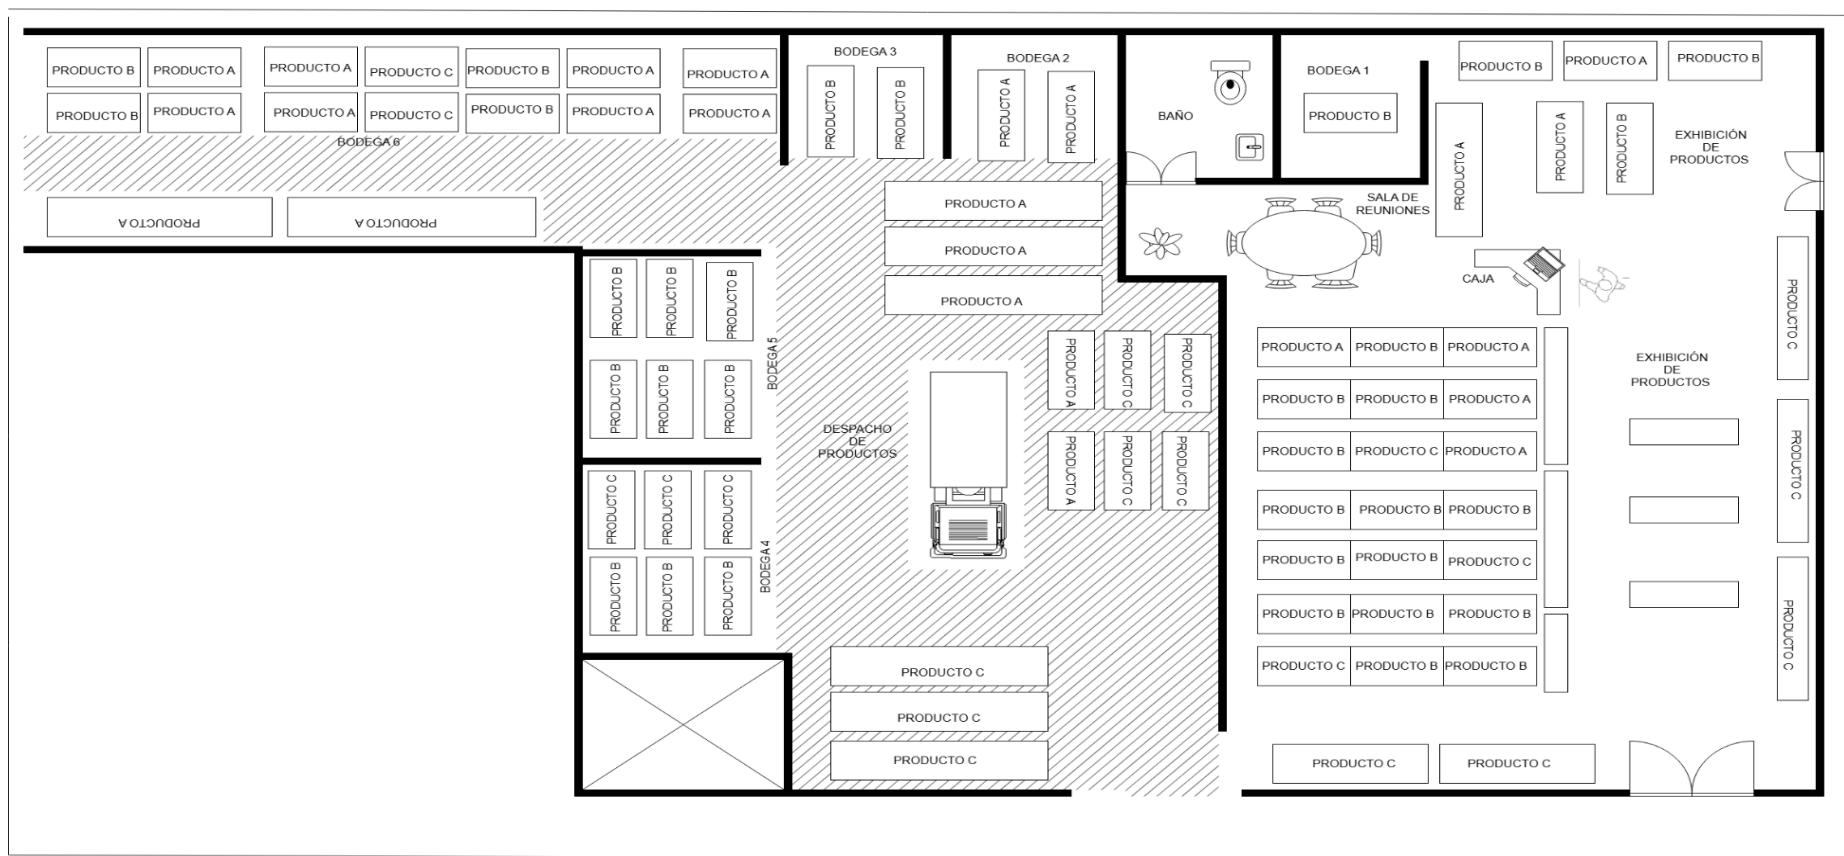 PRODUCTO B
PRODUCTO A
PRODUCTO A
PRODUCTO C
PRODUCTO B
PRODUCTO A
PRODUCTO A
PRODUCTO B
PRODUCTO A
PRODUCTO A
PRODUCTO C
PRODUCTO B
PRODUCTO A
PRODUCTO A
BODEGA 6
PRODUCTO A
PRODUCTO A
BODEGA 3
PRODUCTO B
PRODUCTO B
BODEGA 2
PRODUCTO A
PRODUCTO A
BAÑO
BODEGA 1
PRODUCTO B
PRODUCTO B
PRODUCTO A
PRODUCTO B
PRODUCTO A
PRODUCTO A
PRODUCTO B
EXHIBICIÓN
DE
PRODUCTOS
SALA DE
REUNIONES
CAJA
PRODUCTO A
PRODUCTO A
PRODUCTO A
PRODUCTO B
PRODUCTO B
PRODUCTO B
PRODUCTO B
PRODUCTO B
PRODUCTO B
BODEGA 5
PRODUCTO C
PRODUCTO C
PRODUCTO C
PRODUCTO B
PRODUCTO B
PRODUCTO B
BODEGA 4
DESPACHO
DE
PRODUCTOS
PRODUCTO A
PRODUCTO C
PRODUCTO C
PRODUCTO A
PRODUCTO C
PRODUCTO C
PRODUCTO C
PRODUCTO C
PRODUCTO C
PRODUCTO A
PRODUCTO B
PRODUCTO A
PRODUCTO B
PRODUCTO B
PRODUCTO A
PRODUCTO B
PRODUCTO C
PRODUCTO A
PRODUCTO B
PRODUCTO B
PRODUCTO B
PRODUCTO B
PRODUCTO B
PRODUCTO C
PRODUCTO B
PRODUCTO B
PRODUCTO B
PRODUCTO C
PRODUCTO B
PRODUCTO B
EXHIBICIÓN
DE
PRODUCTOS
PRODUCTO C
PRODUCTO C
PRODUCTO C
PRODUCTO C
PRODUCTO C